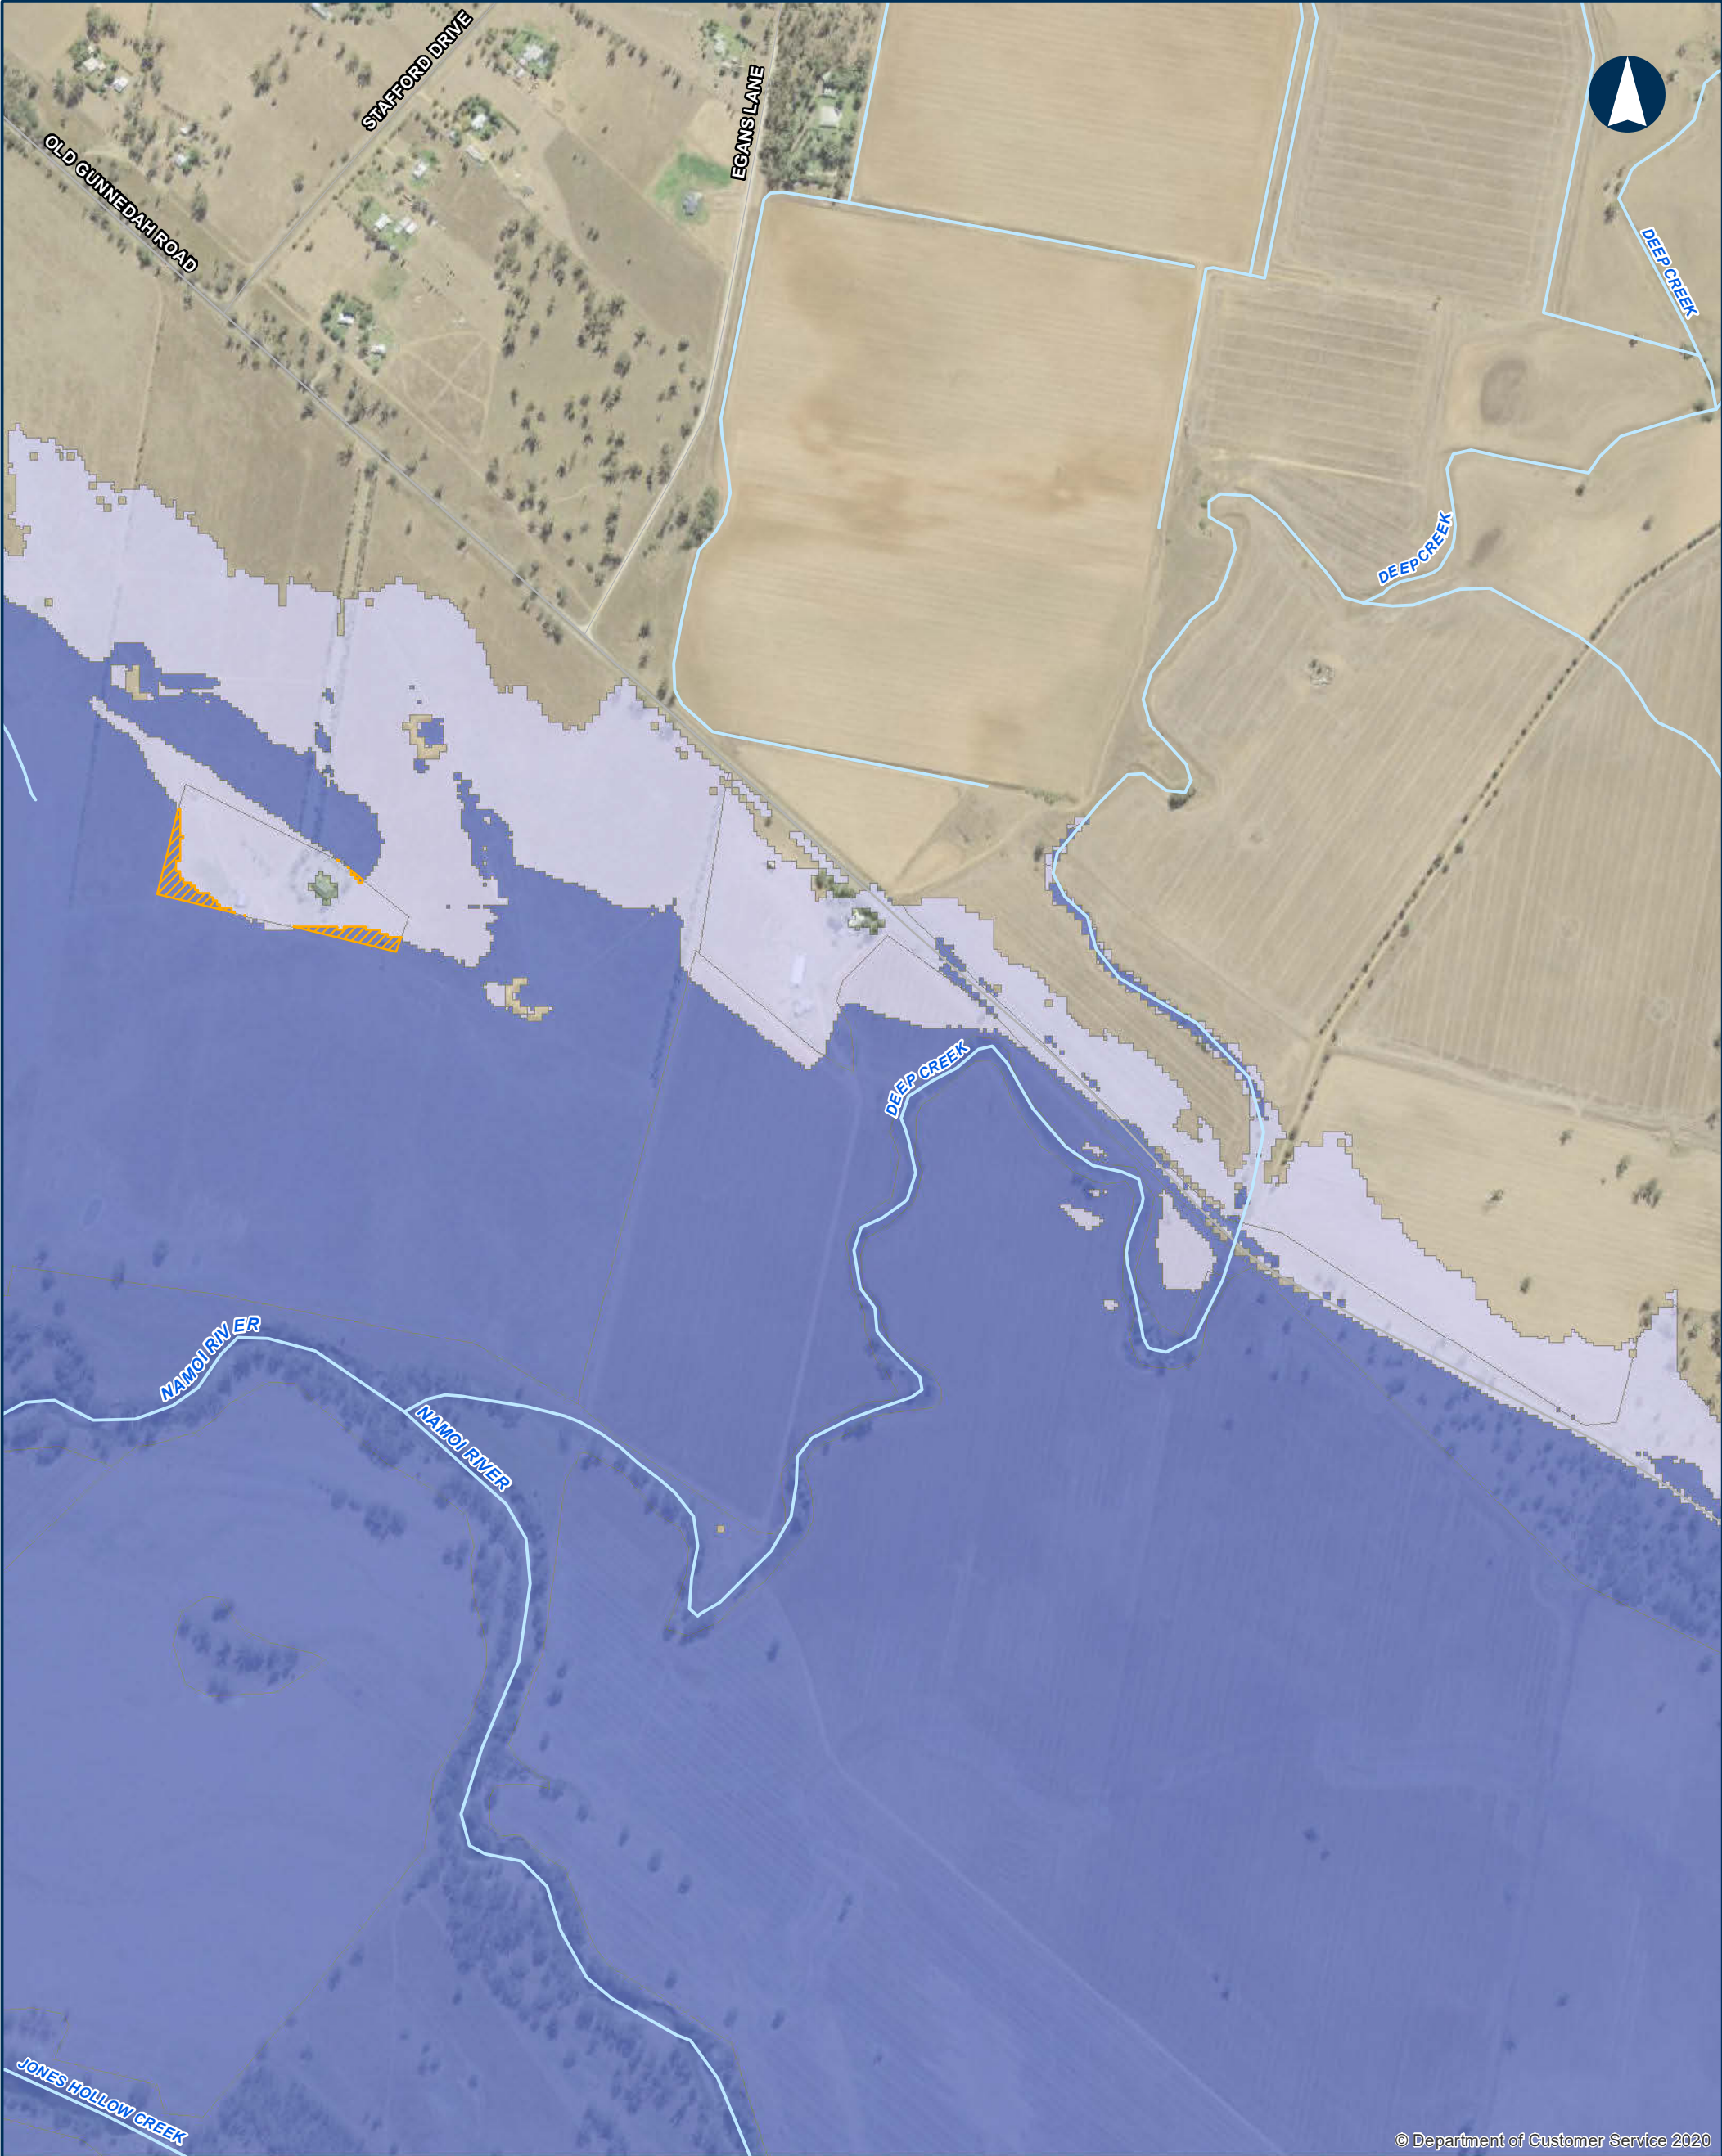 STAFFORD DRIVE
EGANS LANE
OLD GUNNEDAH ROAD
DEEP CREEK
DEEP CREEK
DEEP CREEK
NAMOI RIVER
NAMOI RIVER
JONES HOLLOW CREEK
© Department of Customer Service 2020